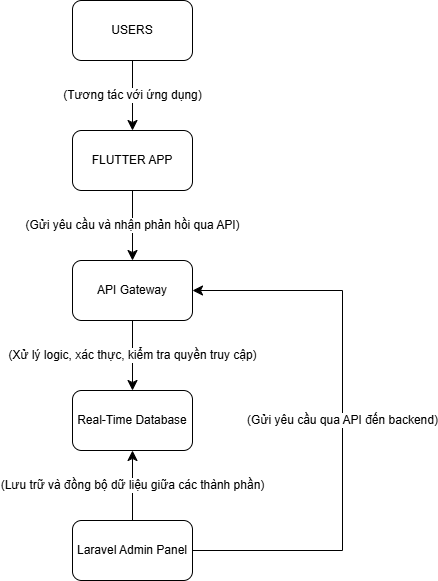 USERS
(Tương tác với ứng dụng)
FLUTTER APP
(Gửi yêu cầu và nhận phản hồi qua API)
API Gateway
(Xử lý logic, xác thực, kiểm tra quyền truy cập)
Real-Time Database
(Gửi yêu cầu qua API đến backend)
(Lưu trữ và đồng bộ dữ liệu giữa các thành phần)
Laravel Admin Panel